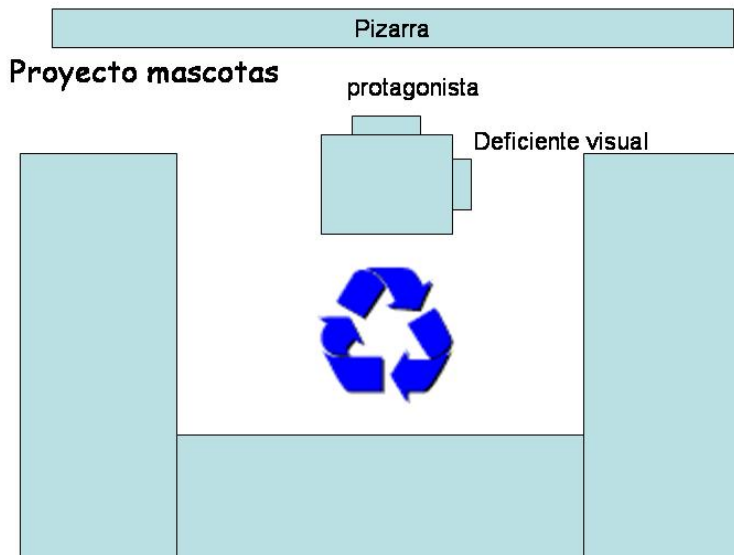 Pizarra
Proyecto mascotas
protagonista
Deficiente visual